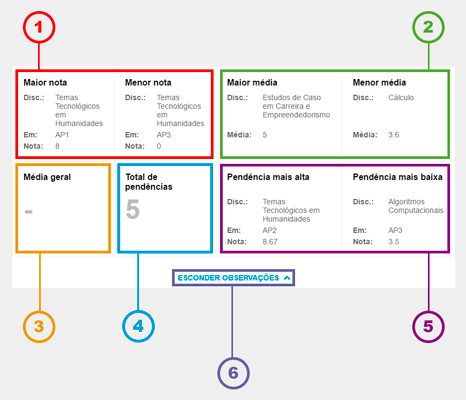 1
2
Maior nota
Disc.: Temas
Tecnológicos
em
Humanidades
Em: AP1
Nota: 8
Menor nota
Disc.: Temas
Tecnológicos
em
Humanidades
Em: AP3
Nota: 0
Maior média
Disc.: Estudos de Caso
em Carreira e
Empreendedorismo
Média: 5
Menor média
Disc.: Cálculo
Média: 3.6
Média geral
-
Total de
pendências
5
Pendência mais alta
Disc.: Temas
Tecnológicos em
Humanidades
Em: AP2
Nota: 8.67
Pendência mais baixa
Disc.: Algoritmos
Computacionais
Em: AP3
Nota: 3.5
ESCONDER OBSERVAÇÕES
3
4
5
6